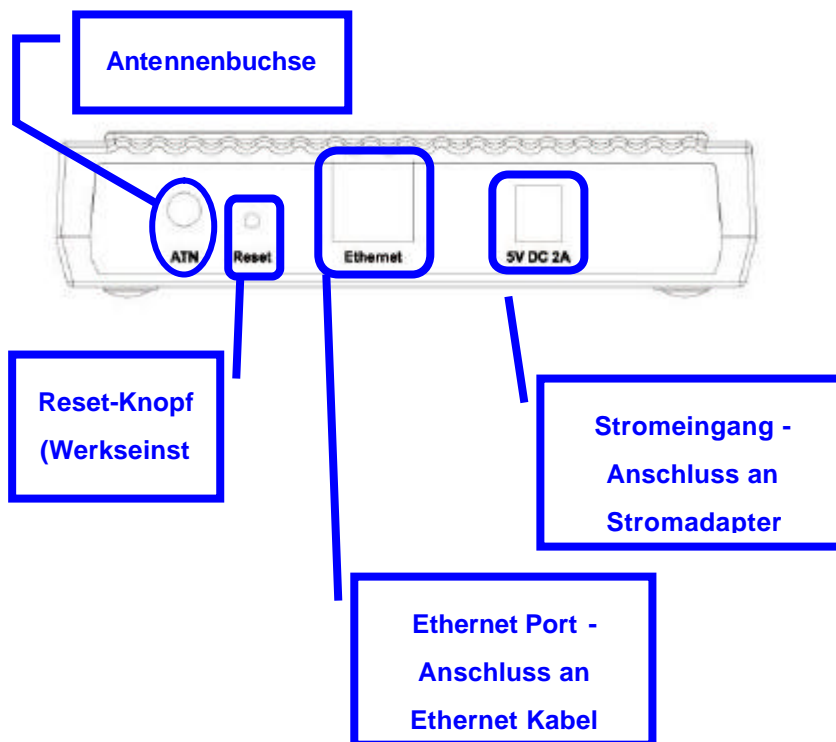 Antennenbuchse
ATN
Reset
Ethernet
5V DC 2A
Reset-Knopf
(Werkseinst
Stromeingang -
Anschluss an
Stromadapter
Ethernet Port -
Anschluss an
Ethernet Kabel